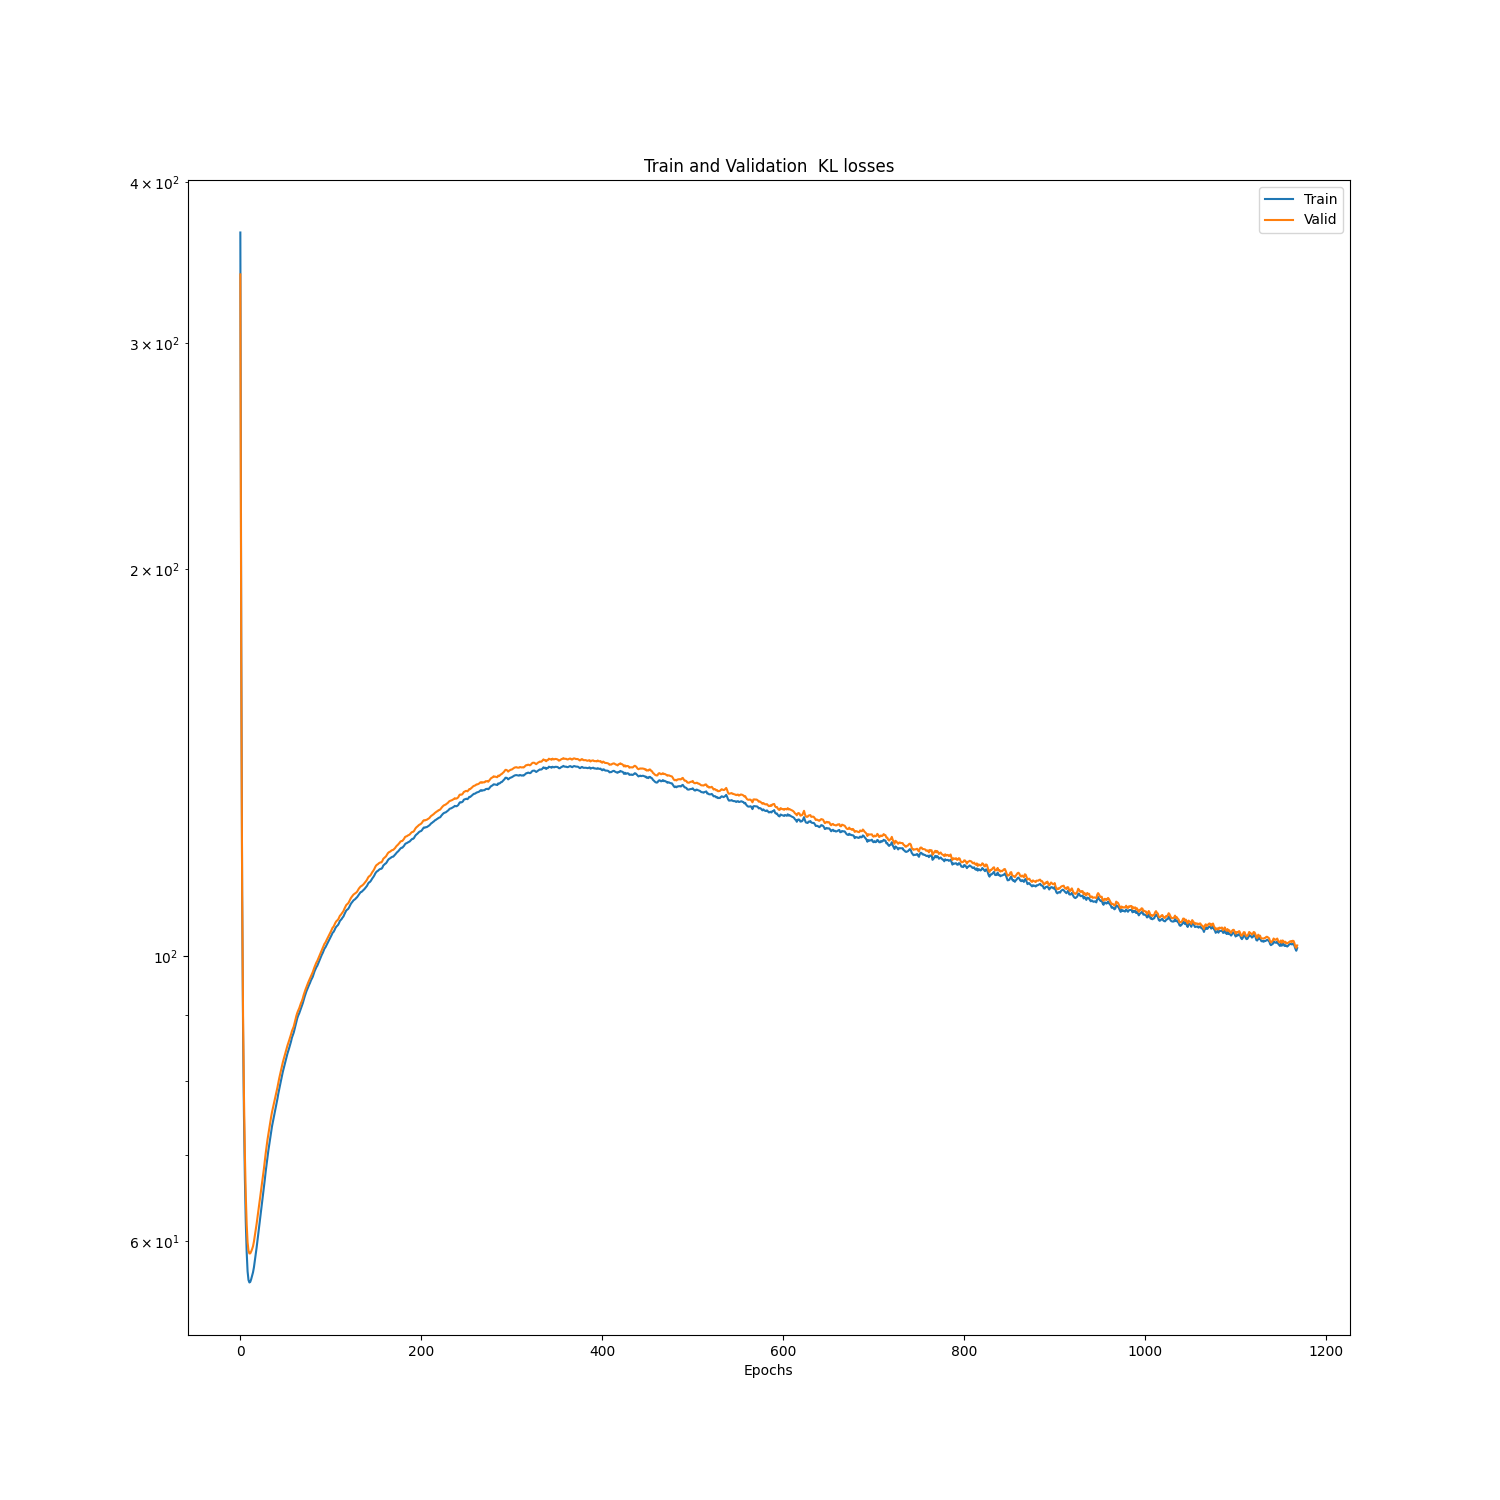 Train and Validation  KL losses
4 × 10²
3 × 10²
2 × 10²
10²
6 × 10¹
Train
Valid
0 200 400 600 800 1000 1200
Epochs